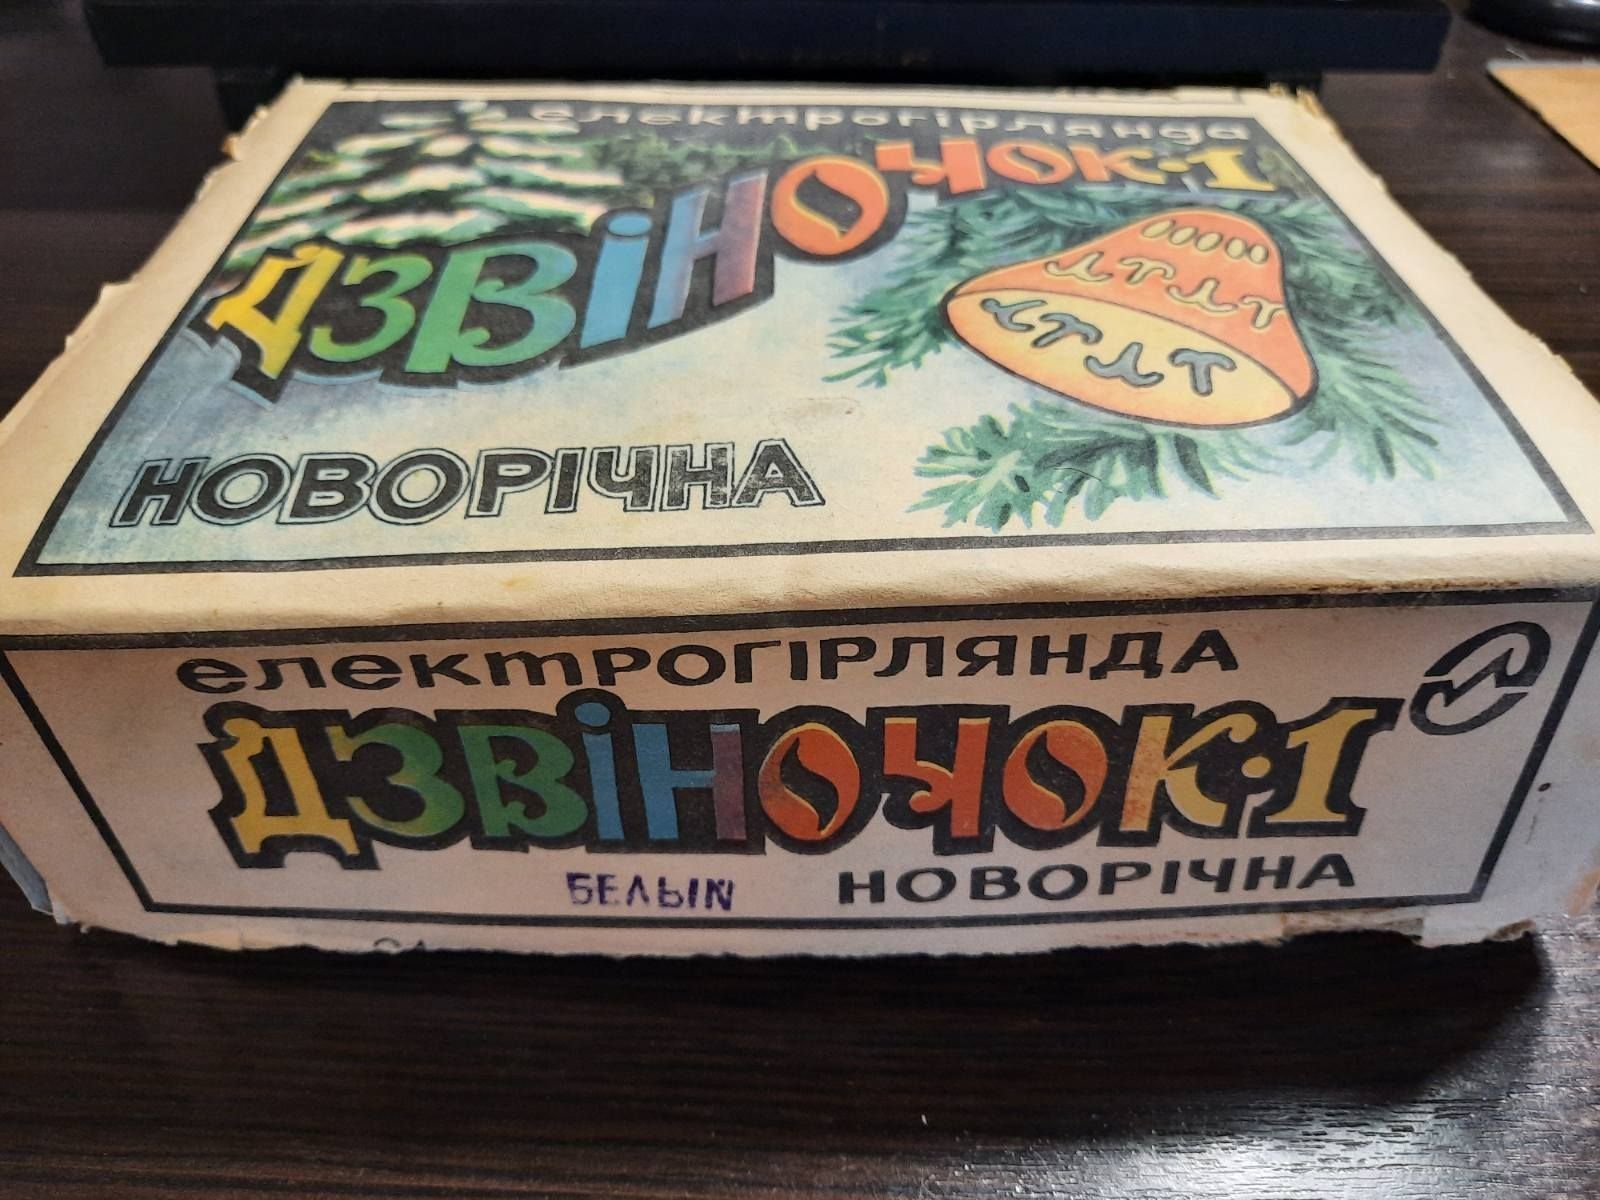 електрогірлянда
ДЗВІНОЧОК·1
НОВОРІЧНА
електрогірлянда
ДЗВІНОЧОК·1
БЕЛЫЙ
НОВОРІЧНА